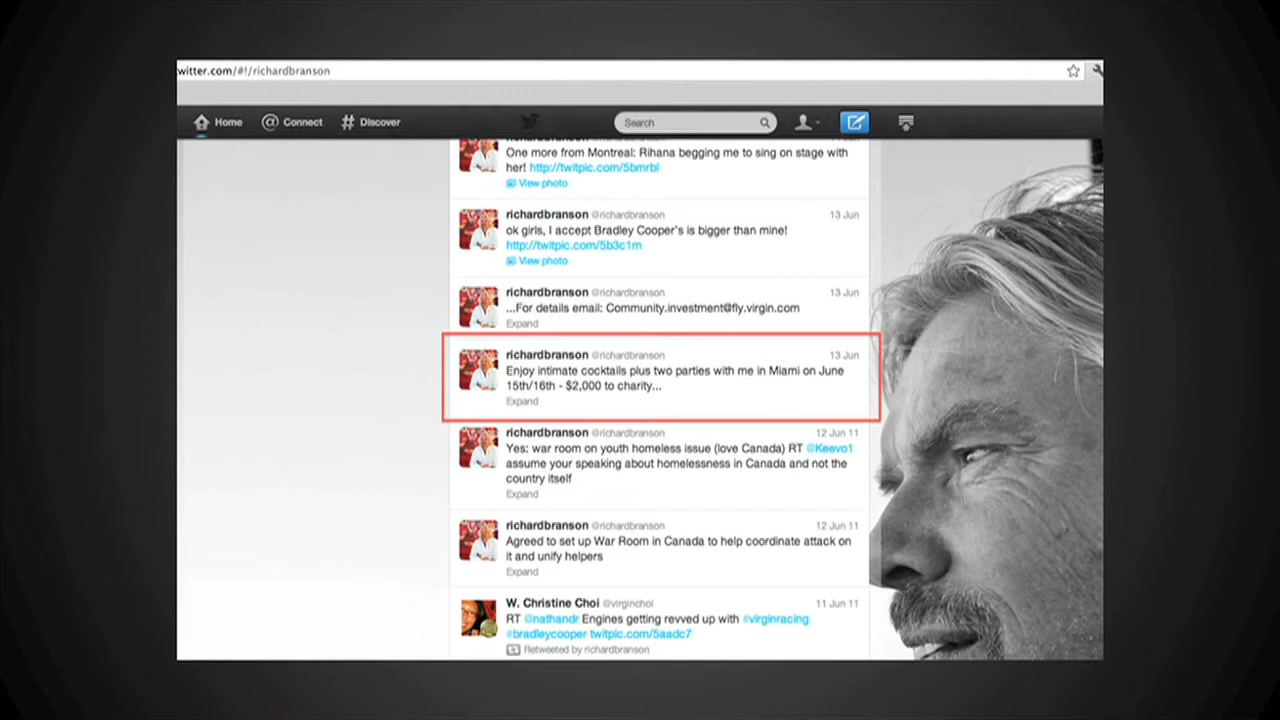 witter.com/#!/richardbranson
Home
Connect
Discover
Search
richardbranson @richardbranson 13 Jun
One more from Montreal: Rihana begging me to sing on stage with
her! http://twitpic.com/5bmrbl
View photo
richardbranson @richardbranson 13 Jun
ok girls, I accept Bradley Cooper's is bigger than mine!
http://twitpic.com/5b3c1m
View photo
richardbranson @richardbranson 13 Jun
...For details email: Community.investment@fly.virgin.com
Expand
richardbranson @richardbranson 13 Jun
Enjoy intimate cocktails plus two parties with me in Miami on June
15th/16th - $2,000 to charity...
Expand
richardbranson @richardbranson 12 Jun 11
Yes: war room on youth homeless issue (love Canada) RT @Keevo1
assume your speaking about homelessness in Canada and not the
country itself
Expand
richardbranson @richardbranson 12 Jun 11
Agreed to set up War Room in Canada to help coordinate attack on
it and unify helpers
Expand
W. Christine Choi @virginchoi 11 Jun 11
RT @nathandr Engines getting revved up with #virginracing
#bradleycooper twitpic.com/5aadc7
Retweeted by richardbranson